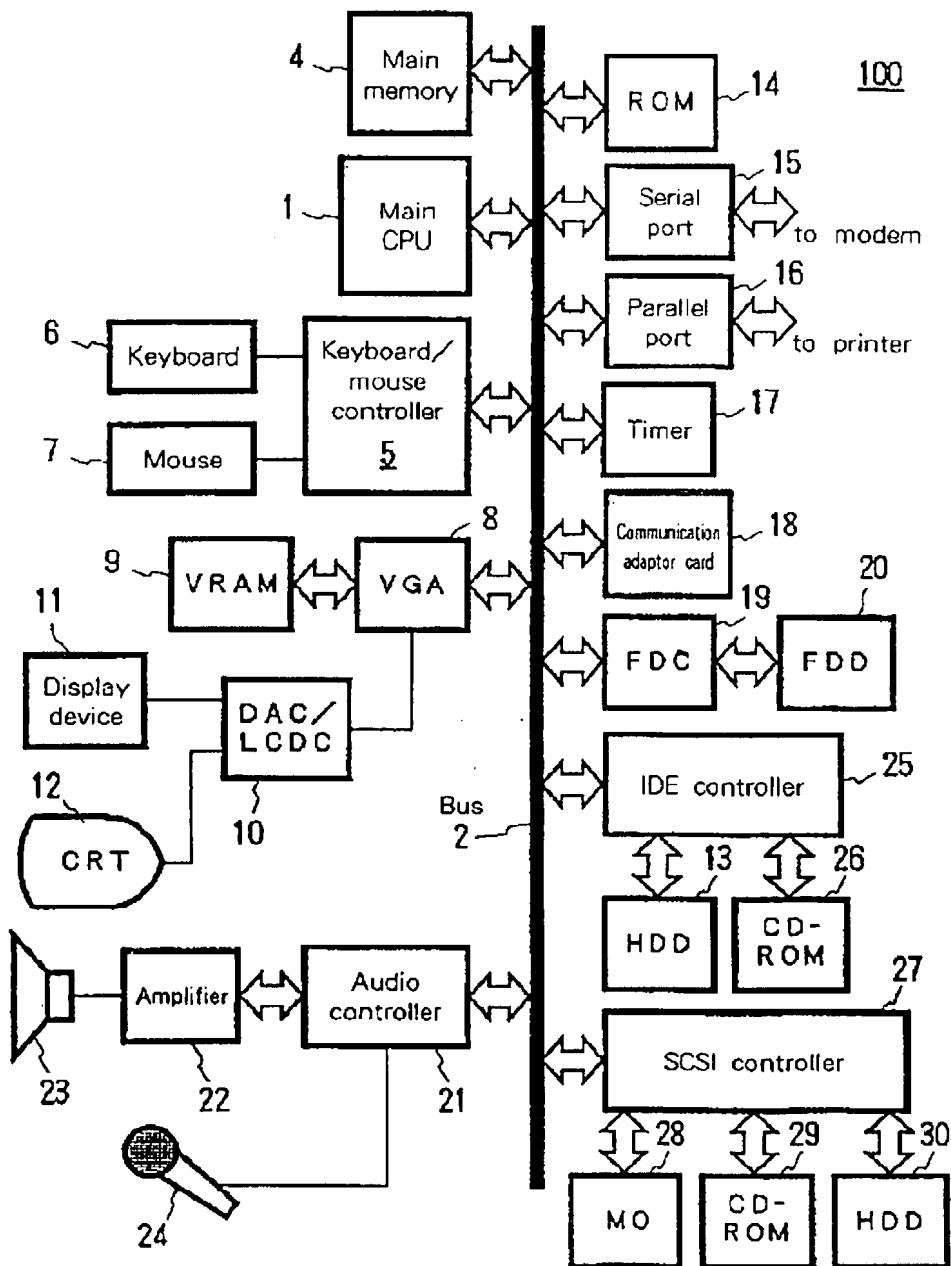 4
Main
memory
1
Main
CPU
6
Keyboard
7
Mouse
Keyboard/
mouse
controller
5
8
9
VRAM
VGA
11
Display
device
DAC/
LCDC
10
12
CRT
Bus
2
23
Amplifier
22
Audio
controller
21
24
100
ROM
14
15
Serial
port
to modem
16
Parallel
port
to printer
17
Timer
Communication
adaptor card
18
19
FDC
20
FDD
IDE controller
25
13
HDD
26
CD-
ROM
27
SCSI controller
28
MO
29
CD-
ROM
30
HDD